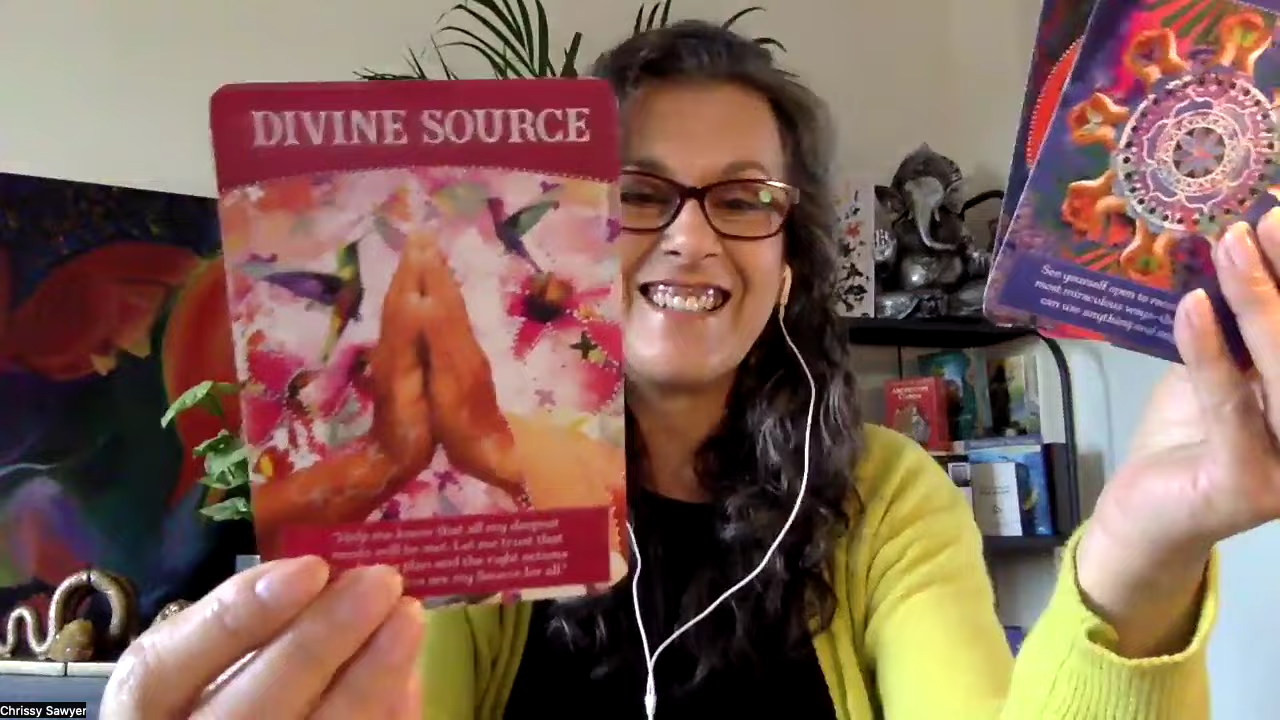 DIVINE SOURCE
"Help me know that all my deepest
needs will be met. Let me trust that
plan and the right actions
are my Source for all."
See yourself open to
most miraculous ways
can use anything and
ARCHETYPE
CARDS
Chrissy Sawyer